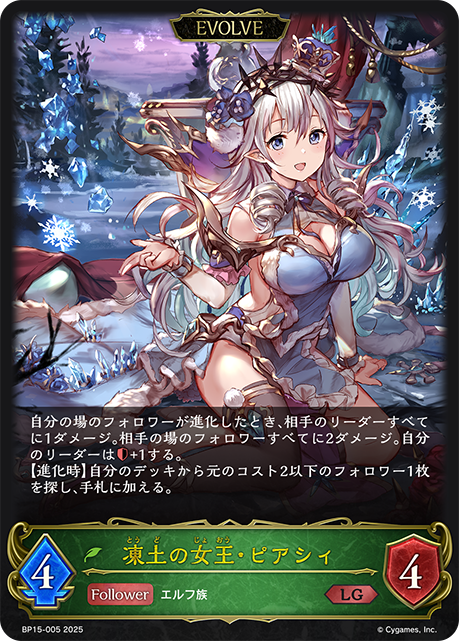 EVOLVE
自分の場のフォロワーが進化したとき、相手のリーダーすべて
に1ダメージ。相手の場のフォロワーすべてに2ダメージ。自分
のリーダーは+1する。
【進化時】自分のデッキから元のコスト2以下のフォロワー1枚
を探し、手札に加える。
とうど じょおう
凍土の女王・ピアシィ
4
Follower エルフ族 LG
4
BP15-005 2025 © Cygames, Inc.